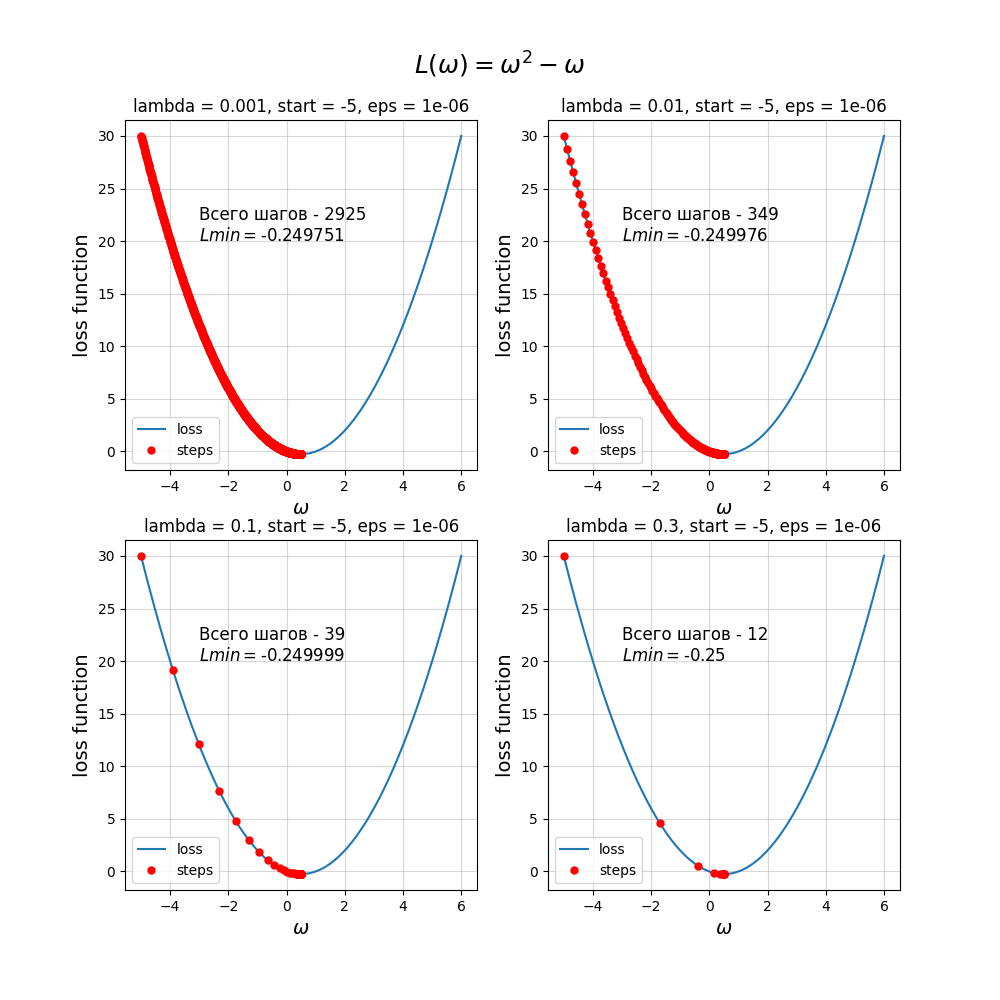 L(ω) = ω² − ω
lambda = 0.001, start = -5, eps = 1e-06
loss function
30
25
20
15
10
5
0
Всего шагов - 2925
Lmin = -0.249751
loss
steps
−4 −2 0 2 4 6
ω
lambda = 0.01, start = -5, eps = 1e-06
loss function
30
25
20
15
10
5
0
Всего шагов - 349
Lmin = -0.249976
loss
steps
−4 −2 0 2 4 6
ω
lambda = 0.1, start = -5, eps = 1e-06
loss function
30
25
20
15
10
5
0
Всего шагов - 39
Lmin = -0.249999
loss
steps
−4 −2 0 2 4 6
ω
lambda = 0.3, start = -5, eps = 1e-06
loss function
30
25
20
15
10
5
0
Всего шагов - 12
Lmin = -0.25
loss
steps
−4 −2 0 2 4 6
ω